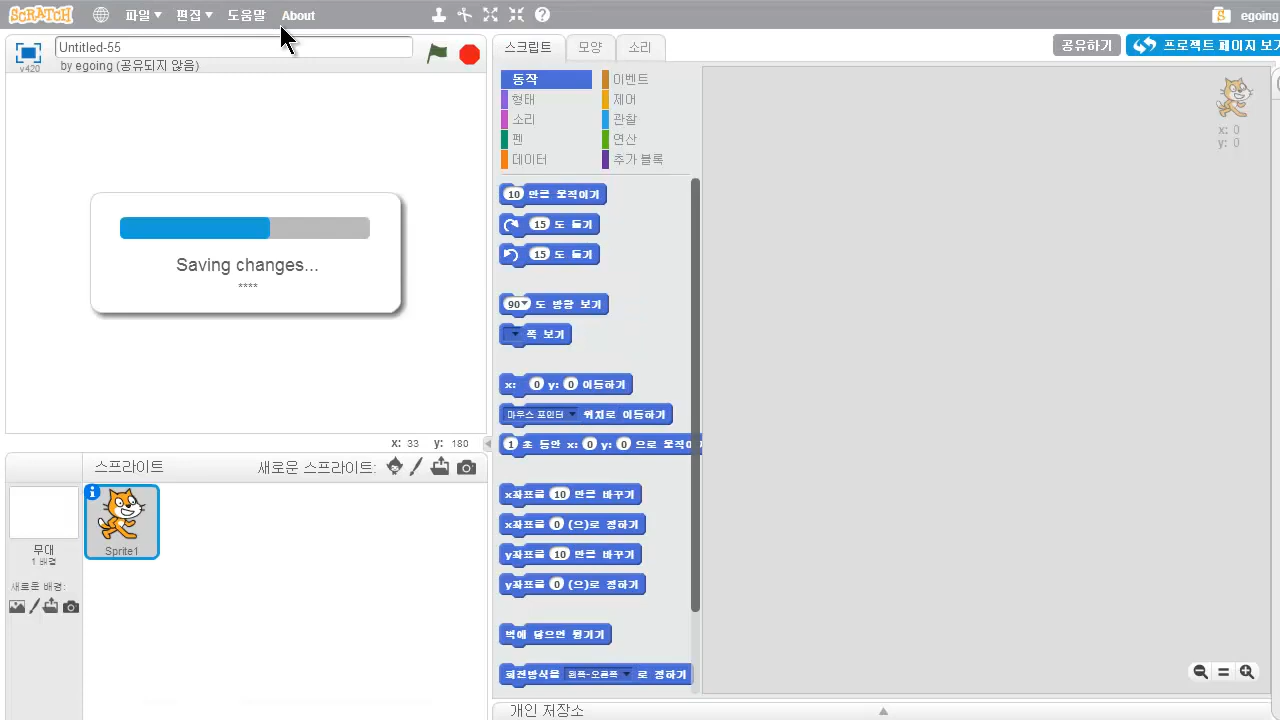 SCRATCH
파일▼ 편집▼ 도움말 About
egoing
Untitled-55
by egoing (공유되지 않음)
v420
Saving changes...
****
x: 33 y: 180
스프라이트 새로운 스프라이트:
Sprite1
무대
1 배경
새로운 배경:
스크립트 모양 소리
공유하기 프로젝트 페이지 보기
동작 이벤트
형태 제어
소리 관찰
펜 연산
데이터 추가 블록
10 만큼 움직이기
15 도 돌기
15 도 돌기
90▼ 도 방향 보기
쪽 보기
x: 0 y: 0 이동하기
마우스 포인터 위치로 이동하기
1 초 동안 x: 0 y: 0 으로 움직이
x좌표를 10 만큼 바꾸기
x좌표를 0 (으)로 정하기
y좌표를 10 만큼 바꾸기
y좌표를 0 (으)로 정하기
벽에 닿으면 튕기기
회전방식을 왼쪽-오른쪽 로 정하기
x: 0
y: 0
개인 저장소